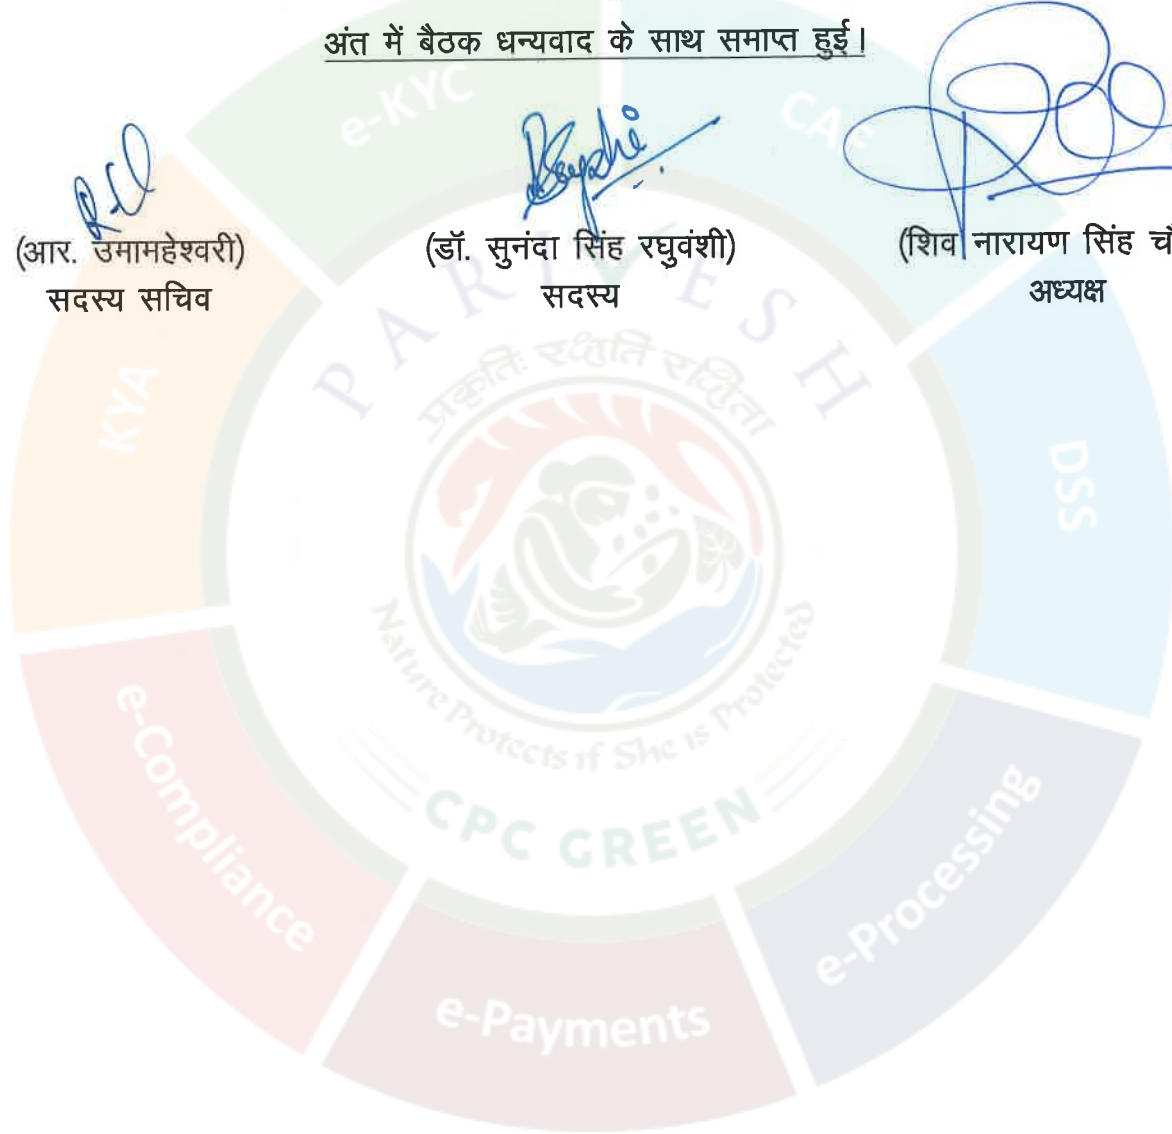 अंत में बैठक धन्यवाद के साथ समाप्त हुई।
(आर. उमामहेश्वरी)
सदस्य सचिव
(डॉ. सुनंदा सिंह रघुवंशी)
सदस्य
(शिव नारायण सिंह
अध्यक्ष
e-KYC
CAF
KYA
DSS
PARIVESH
प्रकृतिः रक्षति रक्षिता
Nature Protects if She is Protected
CPC GREEN
e-Compliance
e-Processing
e-Payments